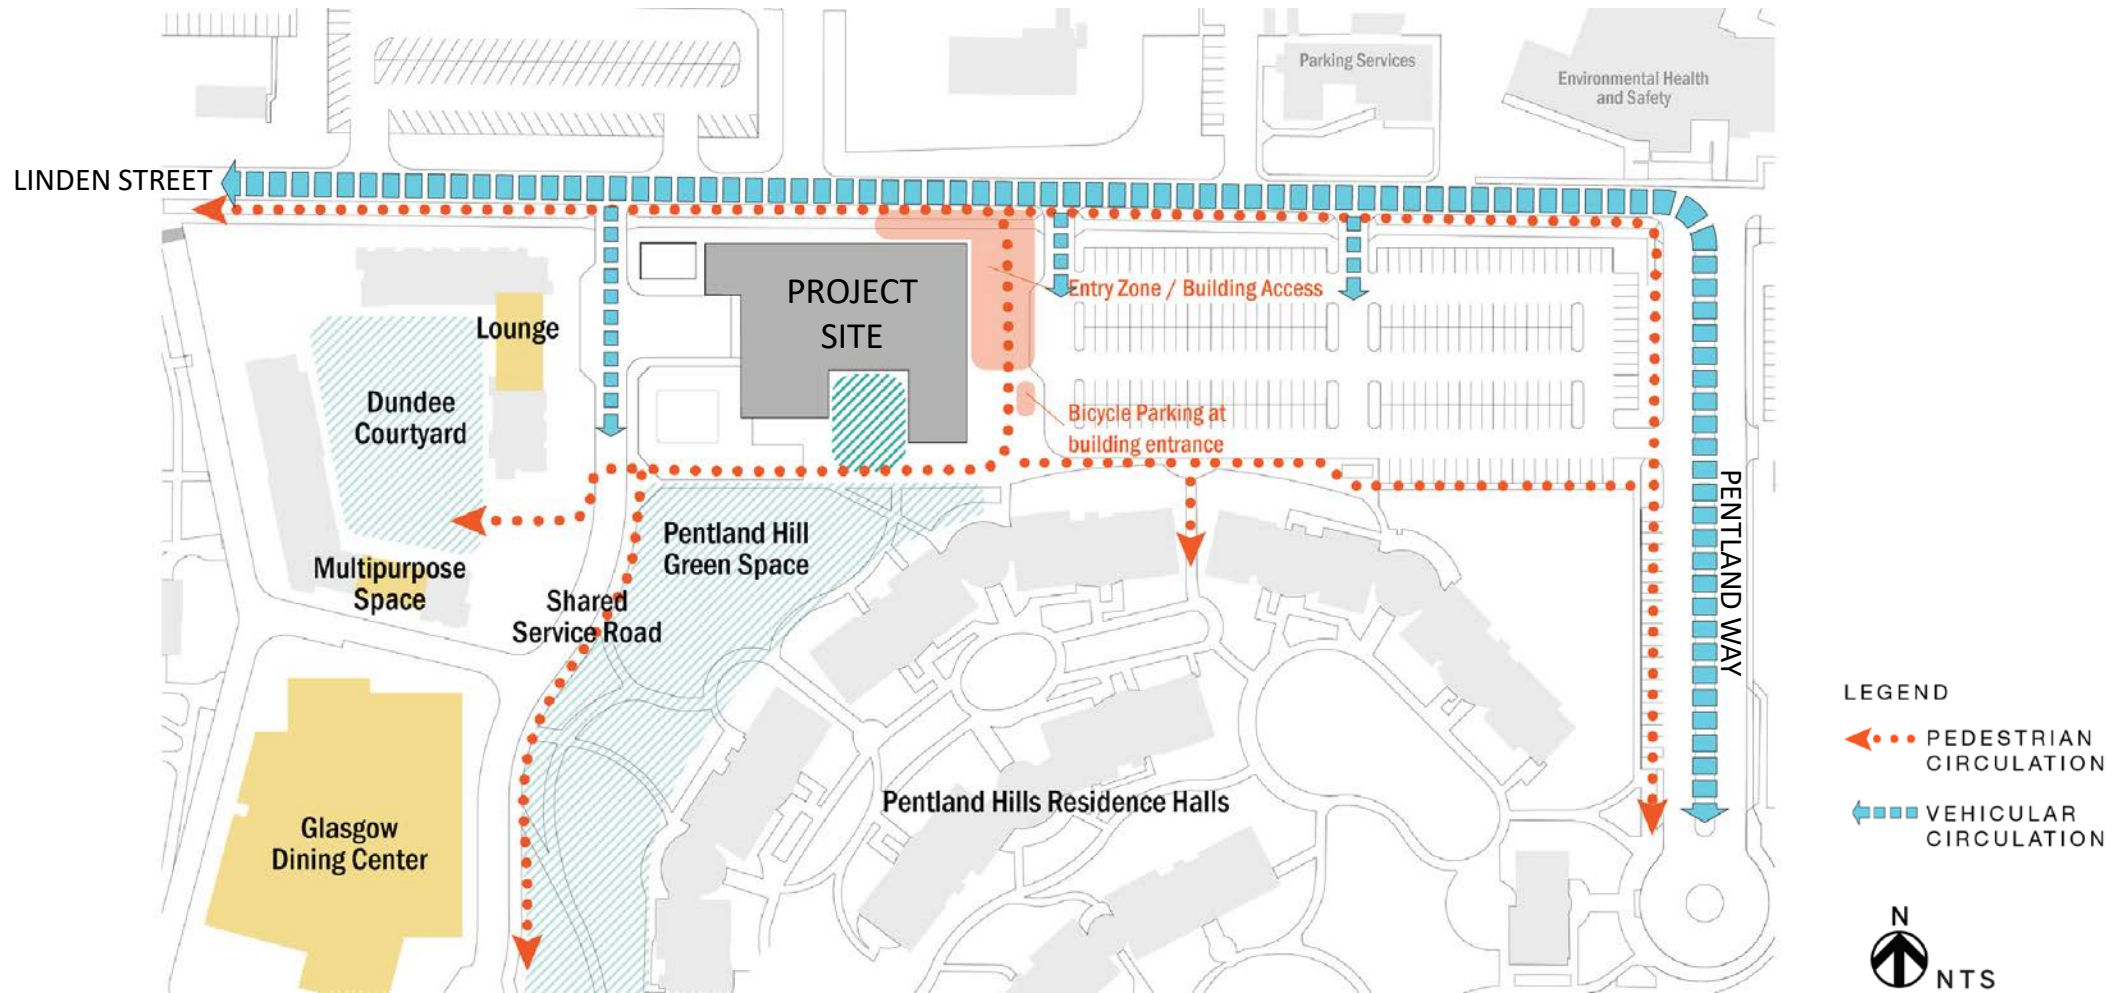 Parking Services
Environmental Health
and Safety
LINDEN STREET
PROJECT
SITE
Entry Zone / Building Access
Lounge
Dundee
Courtyard
Bicycle Parking at
building entrance
Pentland Hill
Green Space
Multipurpose
Space
Shared
Service Road
PENTLAND WAY
Pentland Hills Residence Halls
Glasgow
Dining Center
LEGEND
PEDESTRIAN
CIRCULATION
VEHICULAR
CIRCULATION
N
NTS